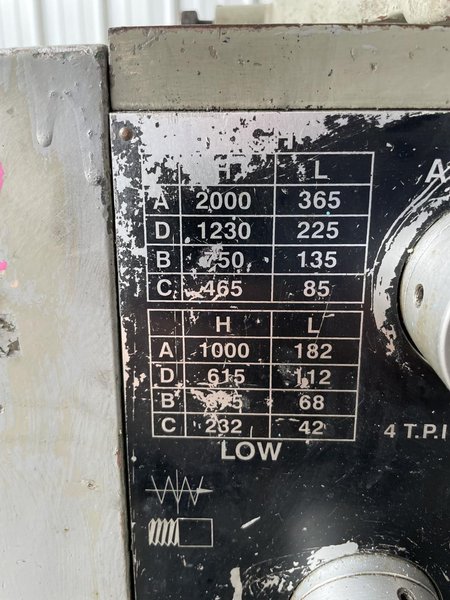 H
H L
A 2000 365
D 1230 225
B 750 135
C 465 85
H L
A 1000 182
D 615 112
B 68
C 232 42
LOW
A
4 T.P.I